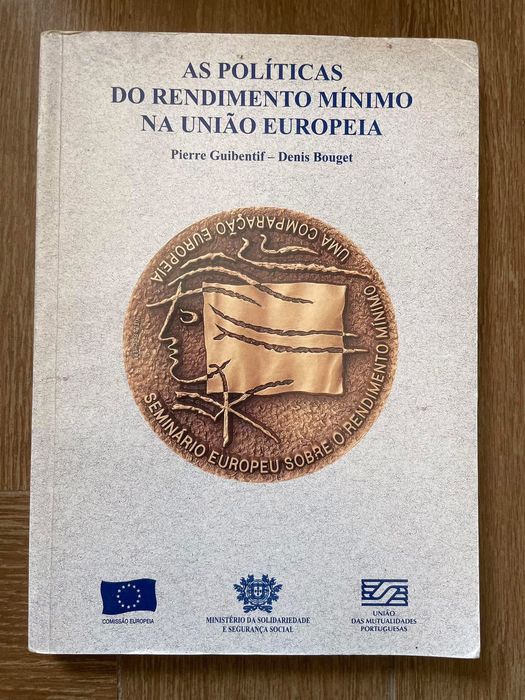 AS POLÍTICAS
DO RENDIMENTO MÍNIMO
NA UNIÃO EUROPEIA
Pierre Guibentif – Denis Bouget
UMA COMPARAÇÃO EUROPEIA
SEMINÁRIO EUROPEU SOBRE O RENDIMENTO MÍNIMO
COMISSÃO EUROPEIA
MINISTÉRIO DA SOLIDARIEDADE
E SEGURANÇA SOCIAL
UNIÃO
DAS MUTUALIDADES
PORTUGUESAS